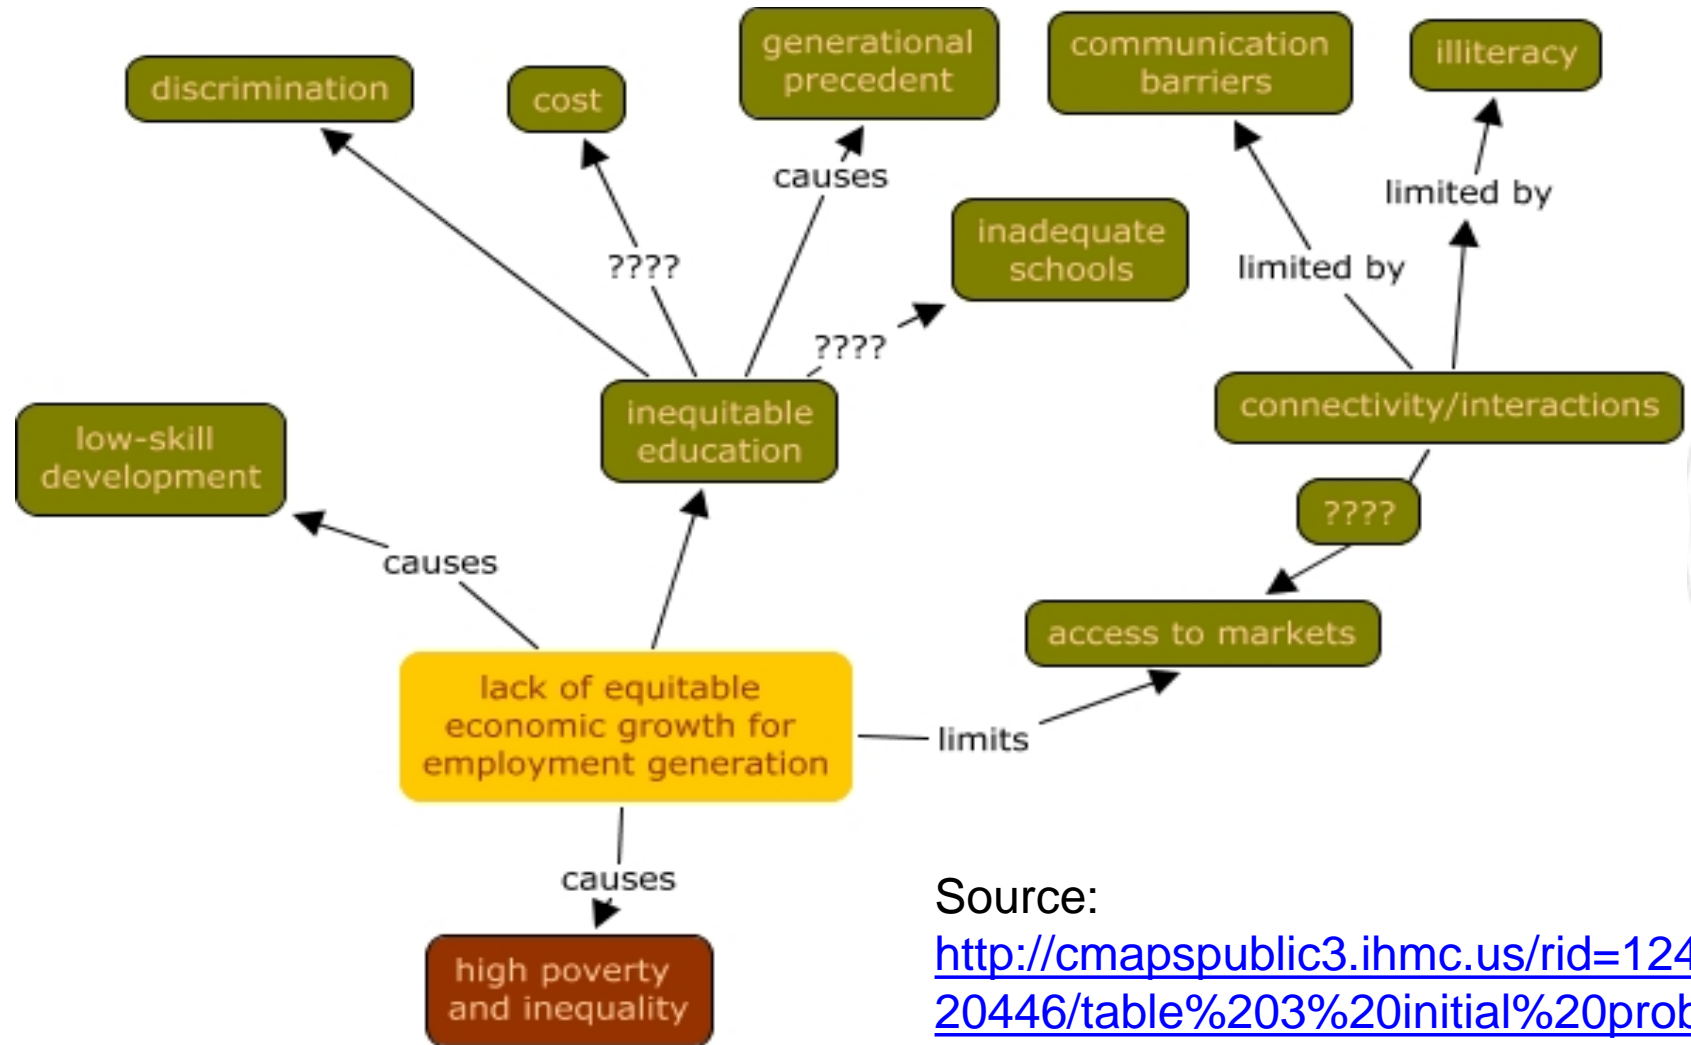 discrimination
cost
generational
precedent
communication
barriers
illiteracy
causes
limited by
inadequate
schools
????
limited by
????
low-skill
development
inequitable
education
connectivity/interactions
????
causes
access to markets
lack of equitable
economic growth for
employment generation
limits
causes
high poverty
and inequality
Source:
http://cmapspublic3.ihmc.us/rid=124
20446/table%203%20initial%20prob